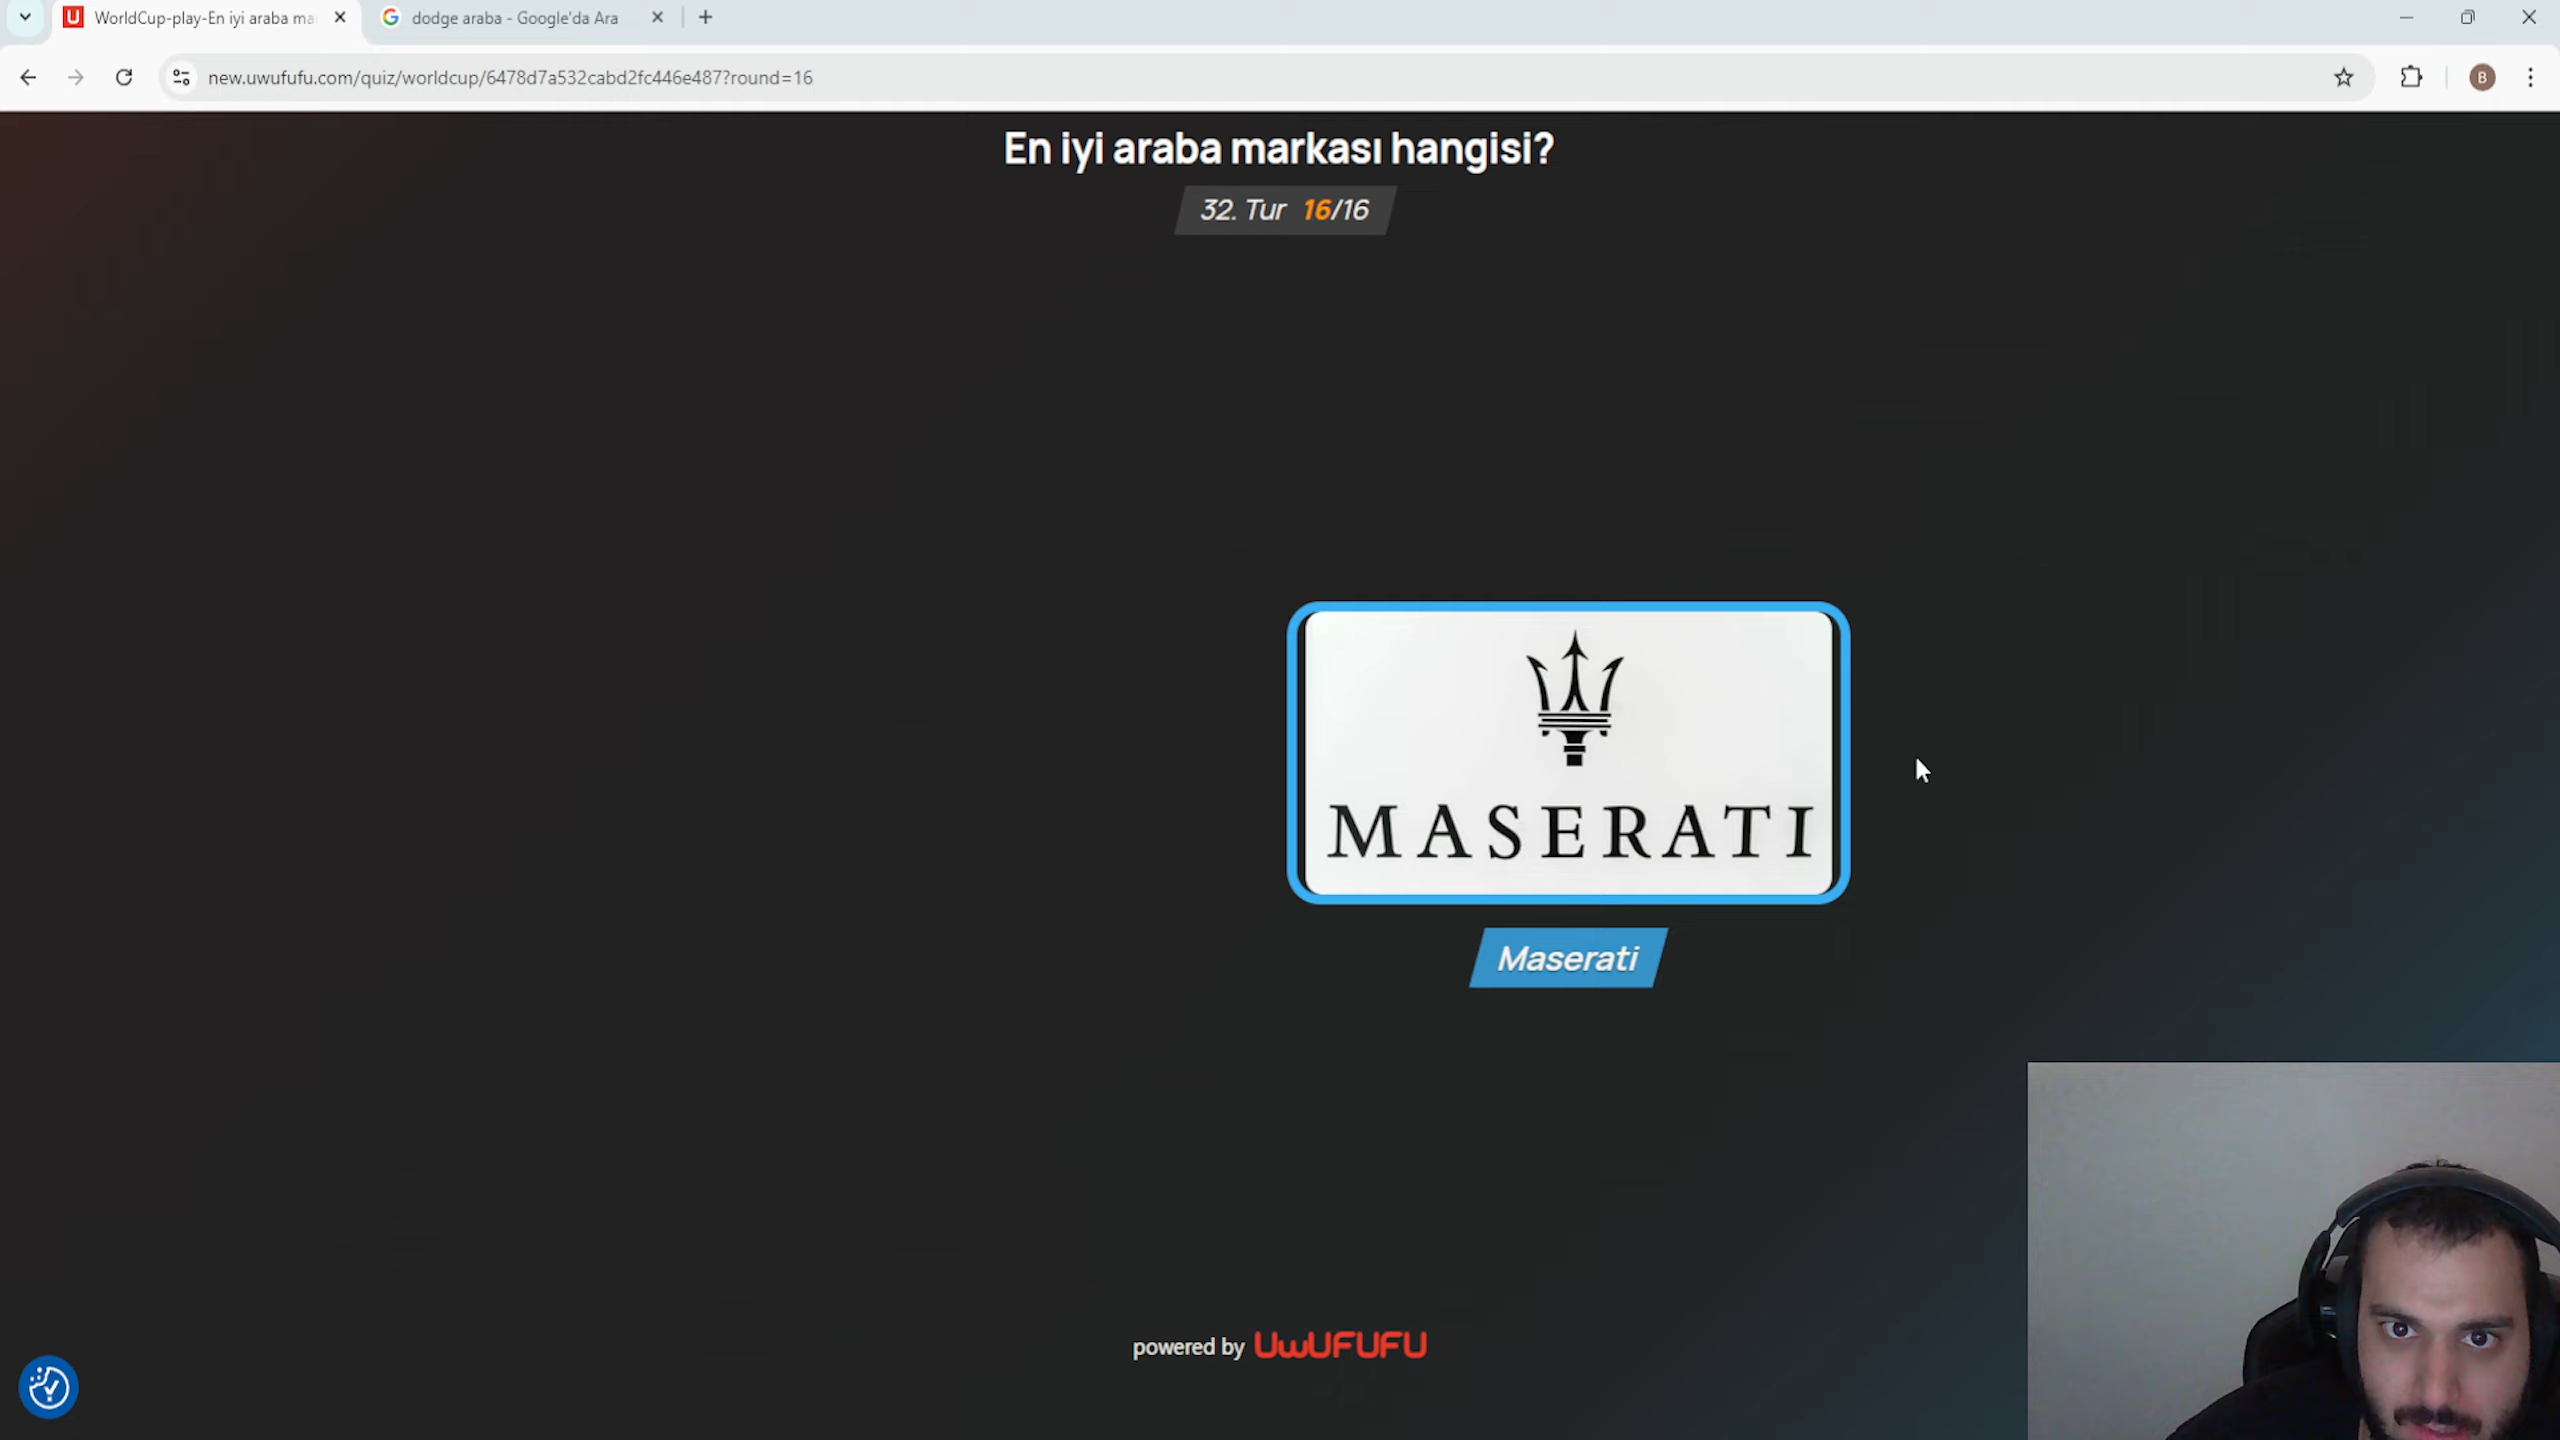 WorldCup-play-En iyi araba ma
dodge araba - Google'da Ara
new.uwufufu.com/quiz/worldcup/6478d7a532cabd2fc446e487?round=16
B
En iyi araba markası hangisi?
32. Tur 16/16
MASERATI
Maserati
powered by UwUFUFU